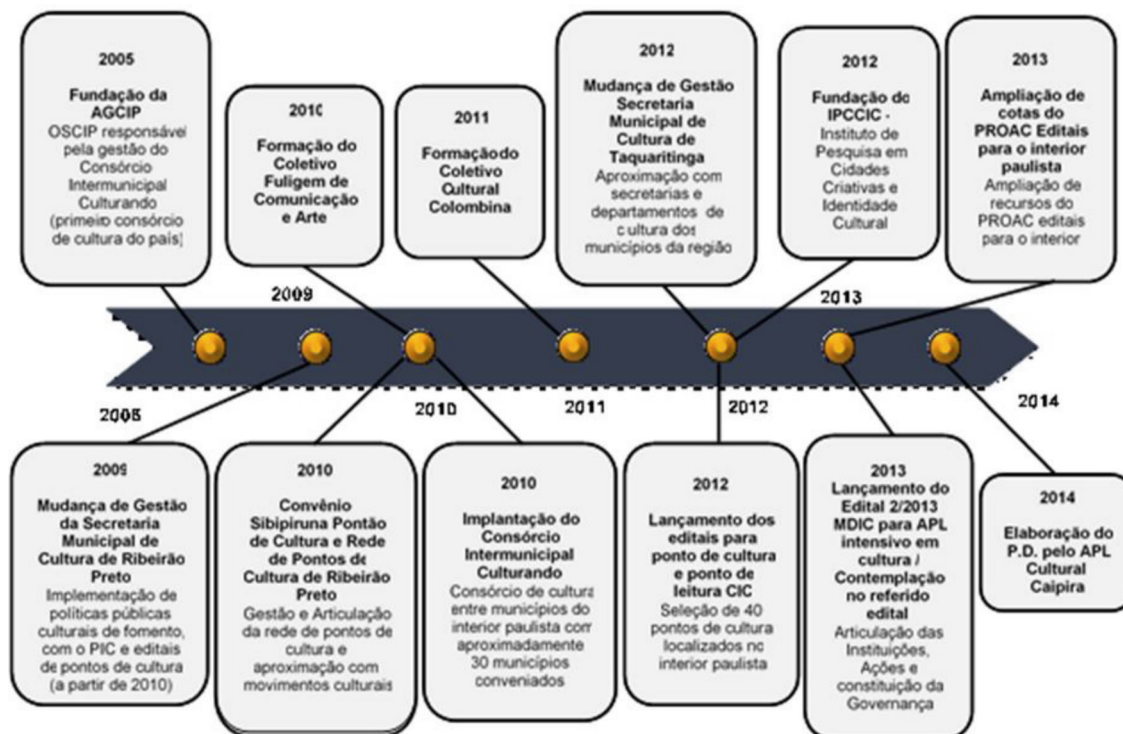 2005
Fundação da
AGCIP
OSCIP responsável
pela gestão do
Consórcio
Intermunicipal
Culturando
(primeiro consórcio
de cultura do país)
2010
Formação do
Coletivo
Fuligem de
Comunicação
e Arte
2011
Formação do
Coletivo
Cultural
Colombina
2012
Mudança de Gestão
Secretaria
Municipal de
Cultura de
Taquaritinga
Aproximação com
secretarias e
departamentos de
cultura dos
municípios da região
2012
Fundação do
IPCCIC -
Instituto de
Pesquisa em
Cidades
Criativas e
Identidade
Cultural
2013
Ampliação de
cotas do
PROAC Editais
para o interior
paulista
Ampliação de
recursos do
PROAC editais
para o interior
2009
2013
2005
2010
2011
2012
2014
2009
Mudança de Gestão
da Secretaria
Municipal de
Cultura de Ribeirão
Preto
Implementação de
políticas públicas
culturais de fomento,
com o PIC e editais
de pontos de cultura
(a partir de 2010)
2010
Convênio
Sibipiruna Pontão
de Cultura e Rede
de Pontos de
Cultura de Ribeirão
Preto
Gestão e Articulação
da rede de pontos de
cultura e
aproximação com
movimentos culturais
2010
Implantação do
Consórcio
Intermunicipal
Culturando
Consórcio de cultura
entre municípios do
interior paulista com
aproximadamente
30 municípios
conveniados
2012
Lançamento dos
editais para
ponto de cultura
e ponto de
leitura CIC
Seleção de 40
pontos de cultura
localizados no
interior paulista
2013
Lançamento do
Edital 2/2013
MDIC para APL
intensivo em
cultura /
Contemplação
no referido
edital
Articulação das
Instituições,
Ações e
constituição da
Governança
2014
Elaboração do
P.D. pelo APL
Cultural
Caipira